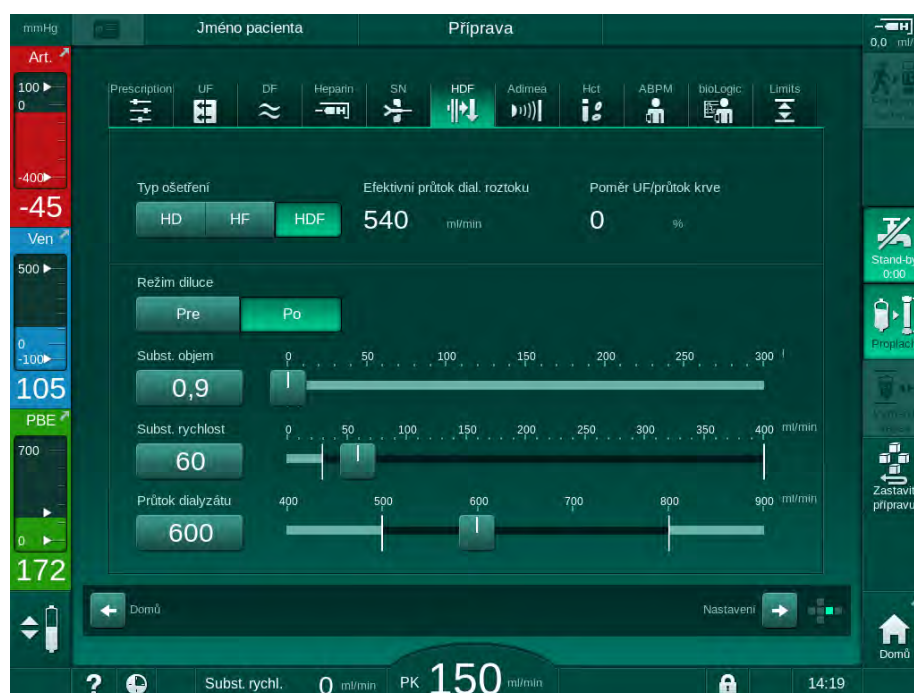 mmHg Jméno pacienta Příprava
0,0 ml/
Art.
100
0
-400
-45
Ven
500
0
-100
105
PBE
700
0
172
Prescription UF DF Heparin SN HDF Adimea Hct ABPM bioLogic Limits
Typ ošetření Efektivní průtok dial. roztoku Poměr UF/průtok krve
HD HF HDF 540 ml/min 0 %
Režim diluce
Pre Po
Subst. objem 0 50 100 150 200 250 300 l
0,9
Subst. rychlost 0 50 100 150 200 250 300 350 400 ml/min
60
Průtok dialyzátu 400 500 600 700 800 900 ml/min
600
Domů Nastavení
Stand-by
0:00
Proplach
Zastavit
přípravu
Domů
? Subst. rychl. 0 ml/min PK 150 ml/min 14:19